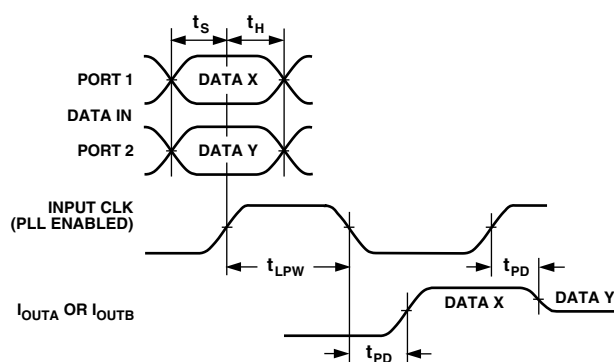 tS tH
PORT 1 DATA X
DATA IN
PORT 2 DATA Y
INPUT CLK
(PLL ENABLED)
tLPW tPD
IOUTA OR IOUTB DATA X DATA Y
tPD